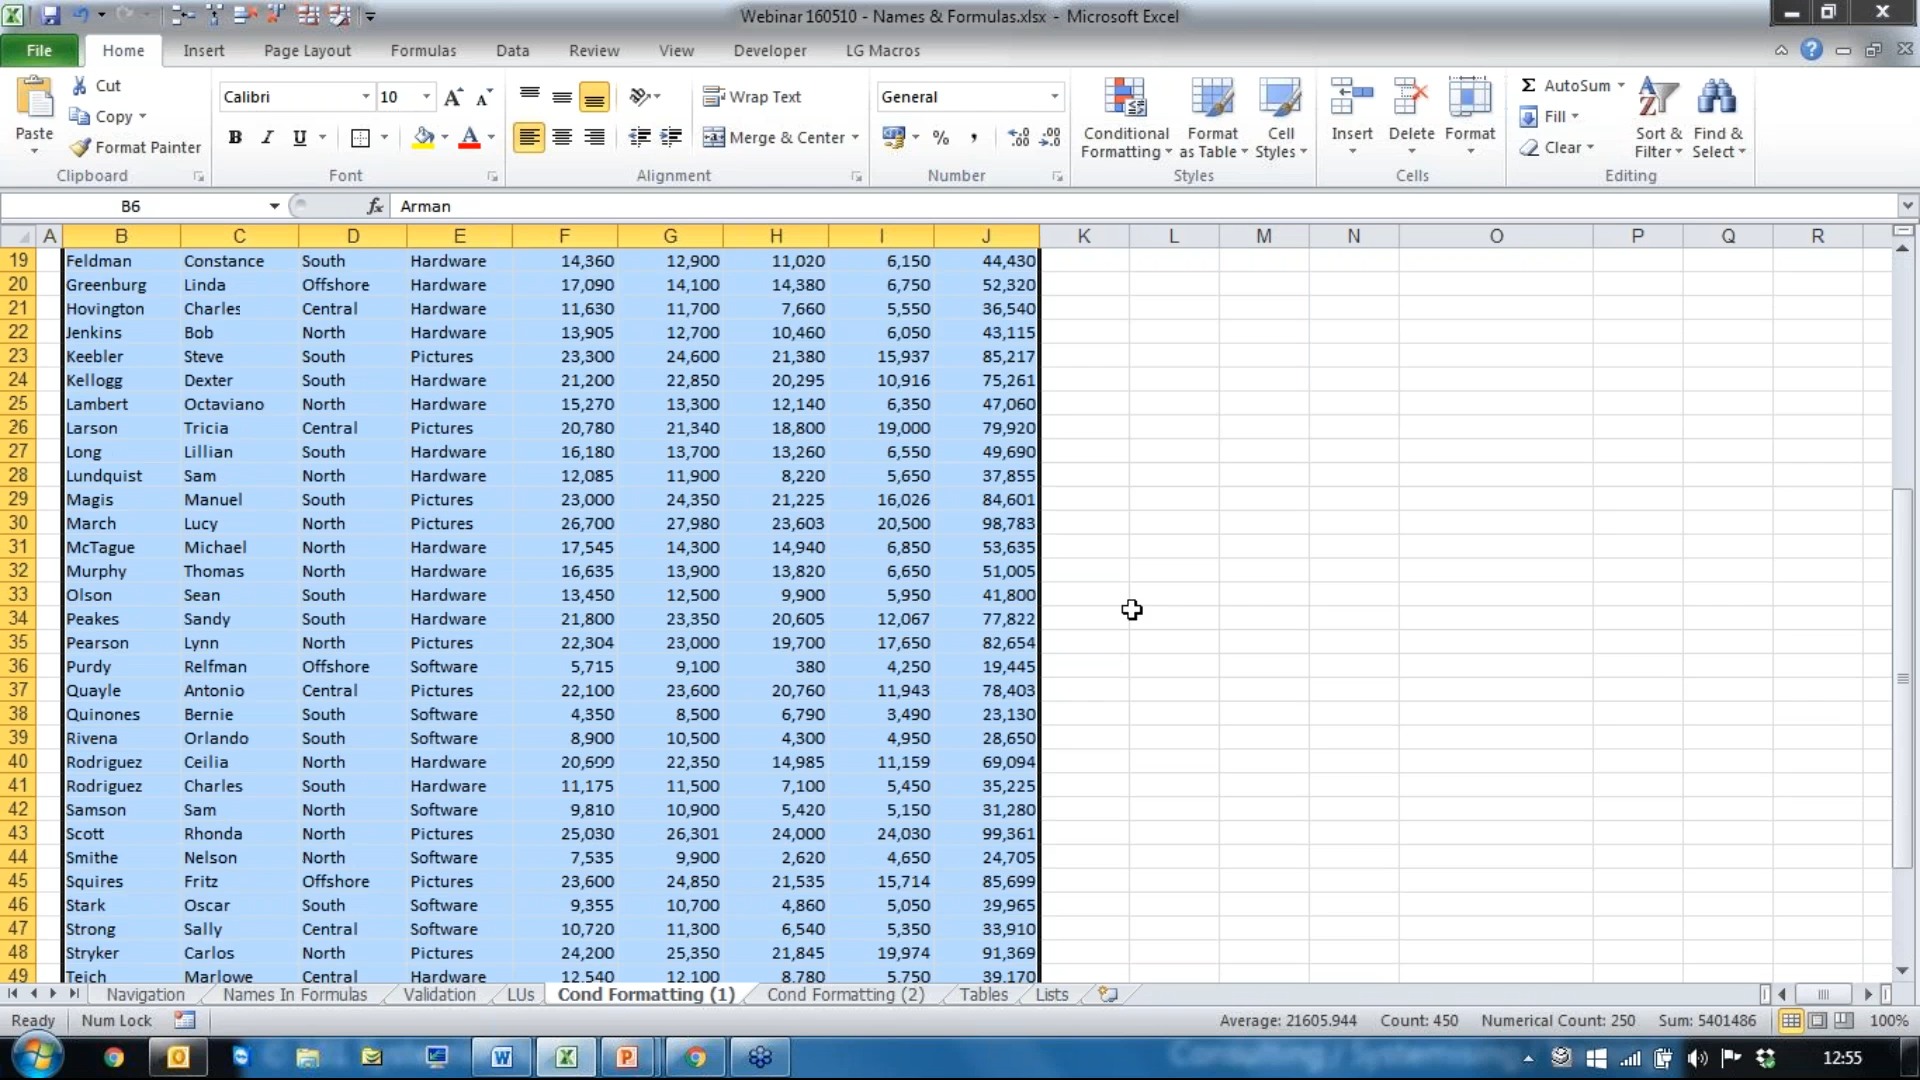 Webinar 160510 - Names & Formulas.xlsx - Microsoft Excel
File Home Insert Page Layout Formulas Data Review View Developer LG Macros
Paste Cut Copy Format Painter Clipboard
Calibri 10 B I U Font
Wrap Text Merge & Center Alignment
General % , Number
Conditional Formatting Format as Table Cell Styles Styles
Insert Delete Format Cells
Σ AutoSum Fill Clear Sort & Filter Find & Select Editing
B6 fx Arman
A B C D E F G H I J K L M N O P Q R
19 Feldman Constance South Hardware 14,360 12,900 11,020 6,150 44,430
20 Greenburg Linda Offshore Hardware 17,090 14,100 14,380 6,750 52,320
21 Hovington Charles Central Hardware 11,630 11,700 7,660 5,550 36,540
22 Jenkins Bob North Hardware 13,905 12,700 10,460 6,050 43,115
23 Keebler Steve South Pictures 23,300 24,600 21,380 15,937 85,217
24 Kellogg Dexter South Hardware 21,200 22,850 20,295 10,916 75,261
25 Lambert Octaviano North Hardware 15,270 13,300 12,140 6,350 47,060
26 Larson Tricia Central Pictures 20,780 21,340 18,800 19,000 79,920
27 Long Lillian South Hardware 16,180 13,700 13,260 6,550 49,690
28 Lundquist Sam North Hardware 12,085 11,900 8,220 5,650 37,855
29 Magis Manuel South Pictures 23,000 24,350 21,225 16,026 84,601
30 March Lucy North Pictures 26,700 27,980 23,603 20,500 98,783
31 McTague Michael North Hardware 17,545 14,300 14,940 6,850 53,635
32 Murphy Thomas North Hardware 16,635 13,900 13,820 6,650 51,005
33 Olson Sean South Hardware 13,450 12,500 9,900 5,950 41,800
34 Peakes Sandy South Hardware 21,800 23,350 20,605 12,067 77,822
35 Pearson Lynn North Pictures 22,304 23,000 19,700 17,650 82,654
36 Purdy Relfman Offshore Software 5,715 9,100 380 4,250 19,445
37 Quayle Antonio Central Pictures 22,100 23,600 20,760 11,943 78,403
38 Quinones Bernie South Software 4,350 8,500 6,790 3,490 23,130
39 Rivena Orlando South Software 8,900 10,500 4,300 4,950 28,650
40 Rodriguez Ceilia North Hardware 20,600 22,350 14,985 11,159 69,094
41 Rodriguez Charles South Hardware 11,175 11,500 7,100 5,450 35,225
42 Samson Sam North Software 9,810 10,900 5,420 5,150 31,280
43 Scott Rhonda North Pictures 25,030 26,301 24,000 24,030 99,361
44 Smithe Nelson North Software 7,535 9,900 2,620 4,650 24,705
45 Squires Fritz Offshore Pictures 23,600 24,850 21,535 15,714 85,699
46 Stark Oscar South Software 9,355 10,700 4,860 5,050 29,965
47 Strong Sally Central Software 10,720 11,300 6,540 5,350 33,910
48 Stryker Carlos North Pictures 24,200 25,350 21,845 19,974 91,369
49 Teich Marlowe Central Hardware 12,540 12,100 8,780 5,750 39,170
Navigation Names In Formulas Validation LUs Cond Formatting (1) Cond Formatting (2) Tables Lists
Ready Num Lock Average: 21605.944 Count: 450 Numerical Count: 250 Sum: 5401486 100%
12:55